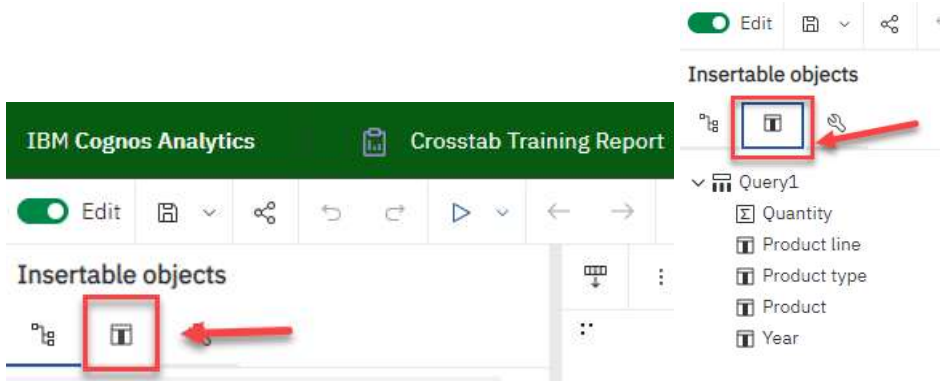 IBM Cognos Analytics
Crosstab Training Report
Edit
Insertable objects
Edit
Insertable objects
Query1
Quantity
Product line
Product type
Product
Year